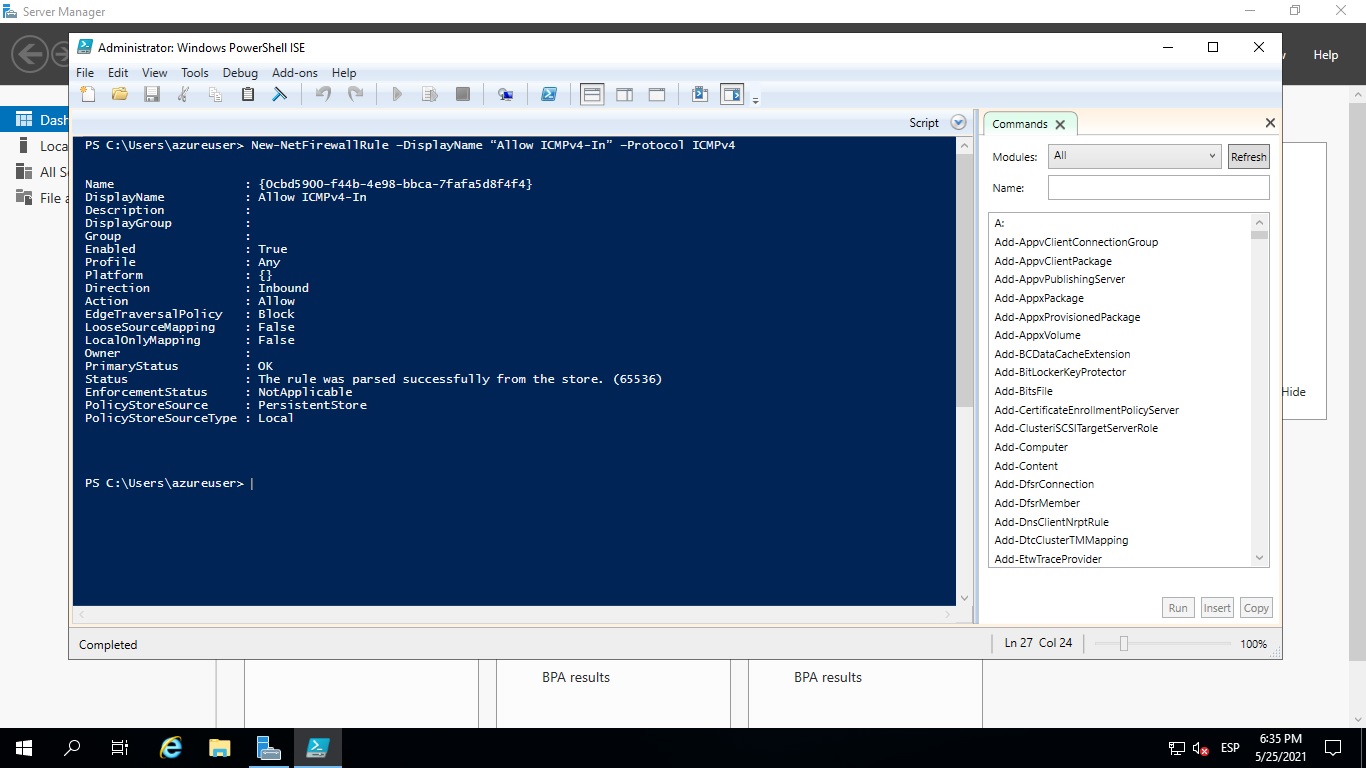 Server Manager
Administrator: Windows PowerShell ISE
Help
File Edit View Tools Debug Add-ons Help
Script
Commands
Dash
Loca
All S
File a
Modules: All Refresh
Name:
PS C:\Users\azureuser> New-NetFirewallRule –DisplayName “Allow ICMPv4-In” –Protocol ICMPv4
Name : {0cbd5900-f44b-4e98-bbca-7fafa5d8f4f4}
DisplayName : Allow ICMPv4-In
Description :
DisplayGroup :
Group :
Enabled : True
Profile : Any
Platform : {}
Direction : Inbound
Action : Allow
EdgeTraversalPolicy : Block
LooseSourceMapping : False
LocalOnlyMapping : False
Owner :
PrimaryStatus : OK
Status : The rule was parsed successfully from the store. (65536)
EnforcementStatus : NotApplicable
PolicyStoreSource : PersistentStore
PolicyStoreSourceType : Local
PS C:\Users\azureuser>
A:
Add-AppvClientConnectionGroup
Add-AppvClientPackage
Add-AppvPublishingServer
Add-AppxPackage
Add-AppxProvisionedPackage
Add-AppxVolume
Add-BCDataCacheExtension
Add-BitLockerKeyProtector
Add-BitsFile
Add-CertificateEnrollmentPolicyServer
Add-ClusteriSCSITargetServerRole
Add-Computer
Add-Content
Add-DfsrConnection
Add-DfsrMember
Add-DnsClientNrptRule
Add-DtcClusterTMMapping
Add-EtwTraceProvider
Hide
Run Insert Copy
Completed
Ln 27 Col 24
100%
BPA results
BPA results
ESP
6:35 PM
5/25/2021